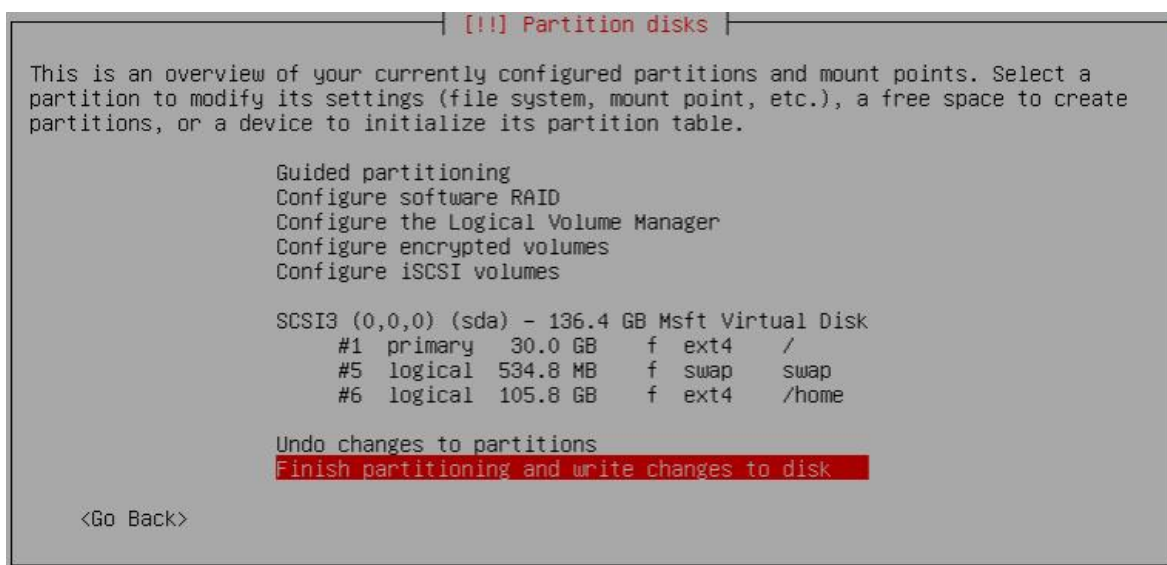 [!!] Partition disks
This is an overview of your currently configured partitions and mount points. Select a
partition to modify its settings (file system, mount point, etc.), a free space to create
partitions, or a device to initialize its partition table.
Guided partitioning
Configure software RAID
Configure the Logical Volume Manager
Configure encrypted volumes
Configure iSCSI volumes
SCSI3 (0,0,0) (sda) - 136.4 GB Msft Virtual Disk
#1 primary 30.0 GB f ext4 /
#5 logical 534.8 MB f swap swap
#6 logical 105.8 GB f ext4 /home
Undo changes to partitions
Finish partitioning and write changes to disk
<Go Back>